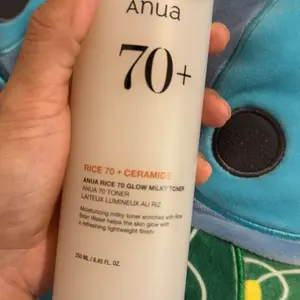 Anua
70+
RICE 70 + CERAMIDE
ANUA RICE 70 GLOW MILKY TONER
ANUA 70 TONER
LAITEUX LUMINEUX AU RIZ
Moisturizing milky toner enriched with Rice
Bran Water helps the skin glow with
a refreshing lightweight finish
250 ML / 8.45 FL. OZ.